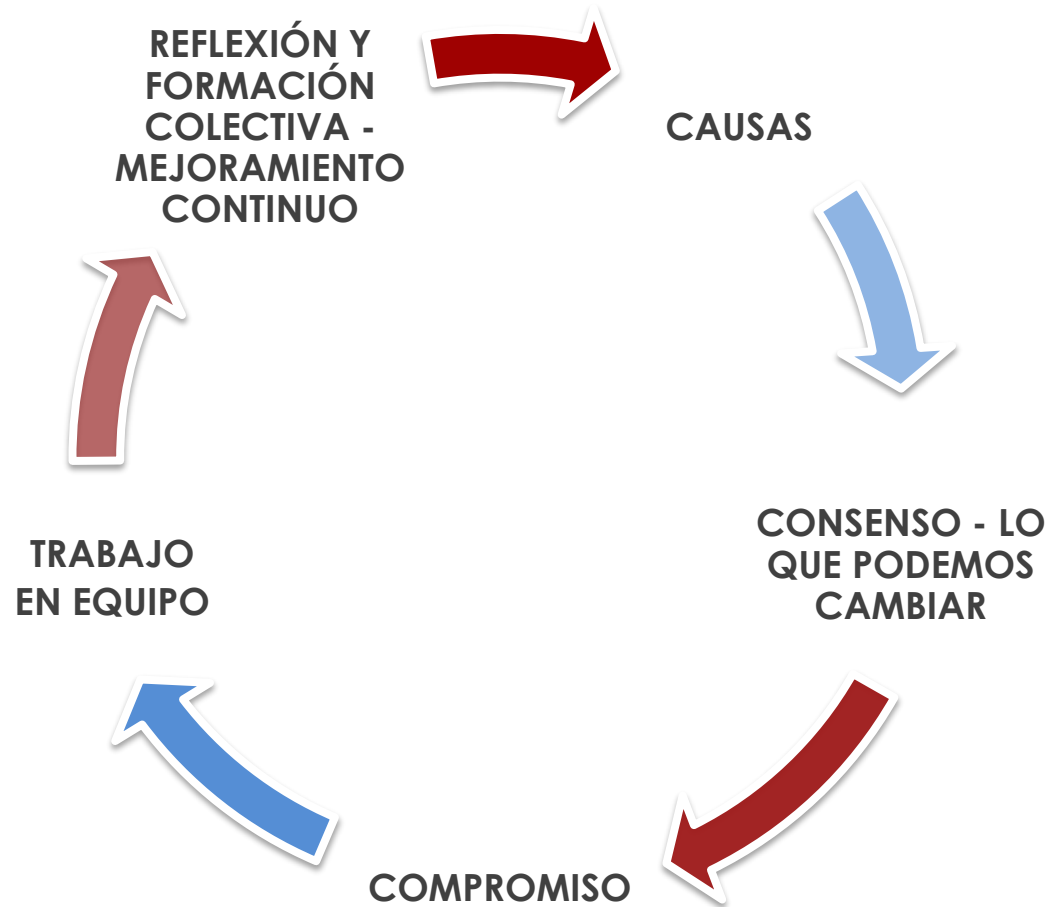 REFLEXIÓN Y
FORMACIÓN
COLECTIVA -
MEJORAMIENTO
CONTINUO
CAUSAS
CONSENSO - LO
QUE PODEMOS
CAMBIAR
COMPROMISO
TRABAJO
EN EQUIPO